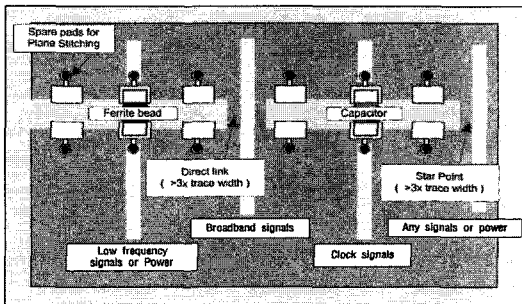 Spare pads for
Plane Stitching
Ferrite bead
Capacitor
Direct link
( >3x trace width )
Star Point
( >3x trace width )
Broadband signals
Any signals or power
Low frequency
signals or Power
Clock signals